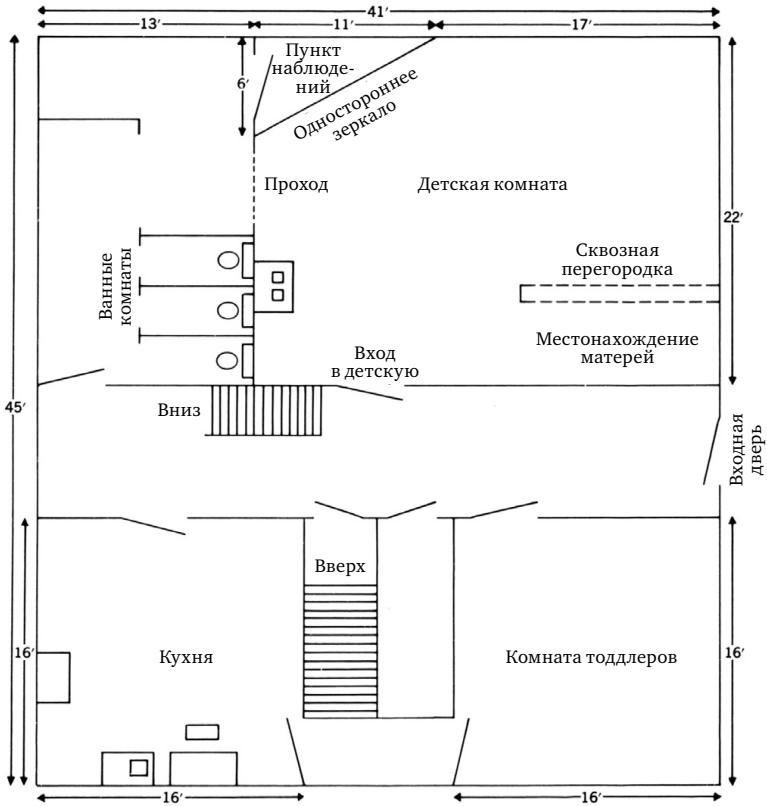 41′
13′
11′
17′
Пункт
наблюде-
ний
6′
Одностороннее
зеркало
Проход
Детская комната
22′
Сквозная
перегородка
Ванные
комнаты
Местонахождение
матерей
Вход
в детскую
45′
Вниз
Входная
дверь
Вверх
16′
Кухня
Комната тоддлеров
16′
16′
16′